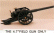 THE 4.7 FIELD GUN ONLY